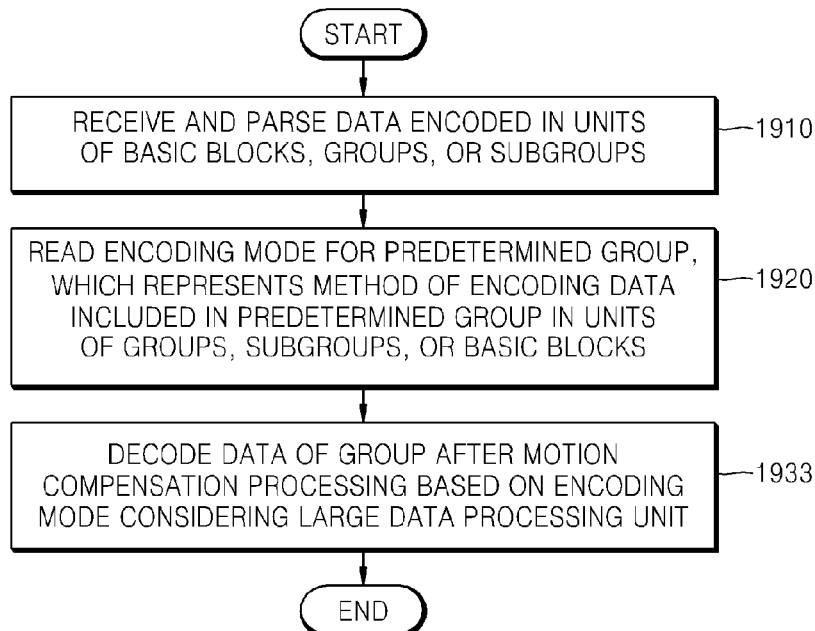 START
RECEIVE AND PARSE DATA ENCODED IN UNITS
OF BASIC BLOCKS, GROUPS, OR SUBGROUPS
1910
READ ENCODING MODE FOR PREDETERMINED GROUP,
WHICH REPRESENTS METHOD OF ENCODING DATA
INCLUDED IN PREDETERMINED GROUP IN UNITS
OF GROUPS, SUBGROUPS, OR BASIC BLOCKS
1920
DECODE DATA OF GROUP AFTER MOTION
COMPENSATION PROCESSING BASED ON ENCODING
MODE CONSIDERING LARGE DATA PROCESSING UNIT
1933
END